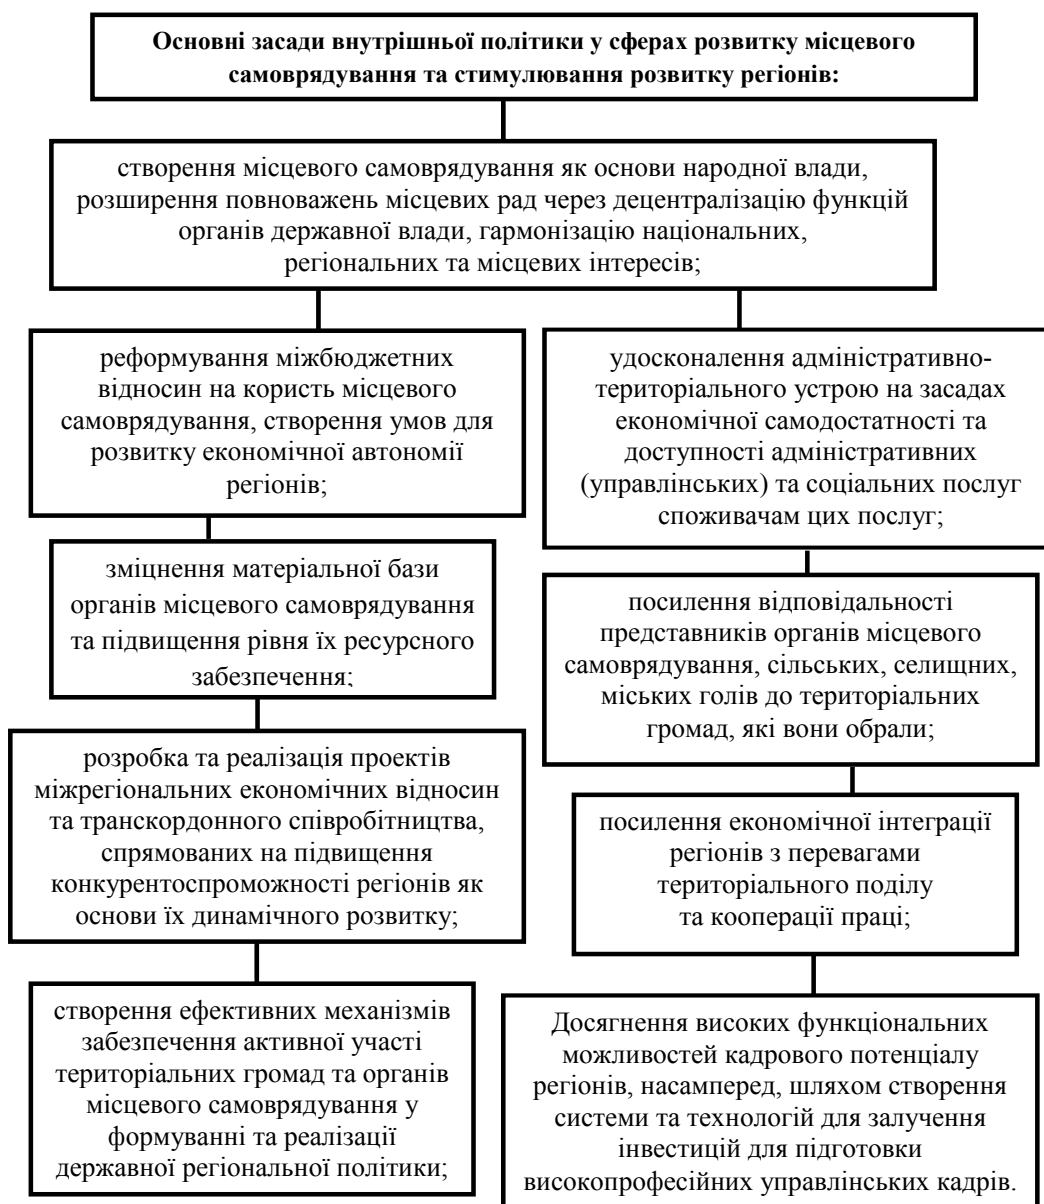 Основні засади внутрішньої політики у сферах розвитку місцевого
самоврядування та стимулювання розвитку регіонів:
створення місцевого самоврядування як основи народної влади,
розширення повноважень місцевих рад через децентралізацію функцій
органів державної влади, гармонізацію національних,
регіональних та місцевих інтересів;
реформування міжбюджетних
відносин на користь місцевого
самоврядування, створення умов для
розвитку економічної автономії
регіонів;
зміцнення матеріальної бази
органів місцевого самоврядування
та підвищення рівня їх ресурсного
забезпечення;
розробка та реалізація проектів
міжрегіональних економічних відносин
та транскордонного співробітництва,
спрямованих на підвищення
конкурентоспроможності регіонів як
основи їх динамічного розвитку;
створення ефективних механізмів
забезпечення активної участі
територіальних громад та органів
місцевого самоврядування у
формуванні та реалізації
державної регіональної політики;
удосконалення адміністративно-
територіального устрою на засадах
економічної самодостатності та
доступності адміністративних
(управлінських) та соціальних послуг
споживачам цих послуг;
посилення відповідальності
представників органів місцевого
самоврядування, сільських, селищних,
міських голів до територіальних
громад, які вони обрали;
посилення економічної інтеграції
регіонів з перевагами
територіального поділу
та кооперації праці;
Досягнення високих функціональних
можливостей кадрового потенціалу
регіонів, насамперед, шляхом створення
системи та технологій для залучення
інвестицій для підготовки
високопрофесійних управлінських кадрів.